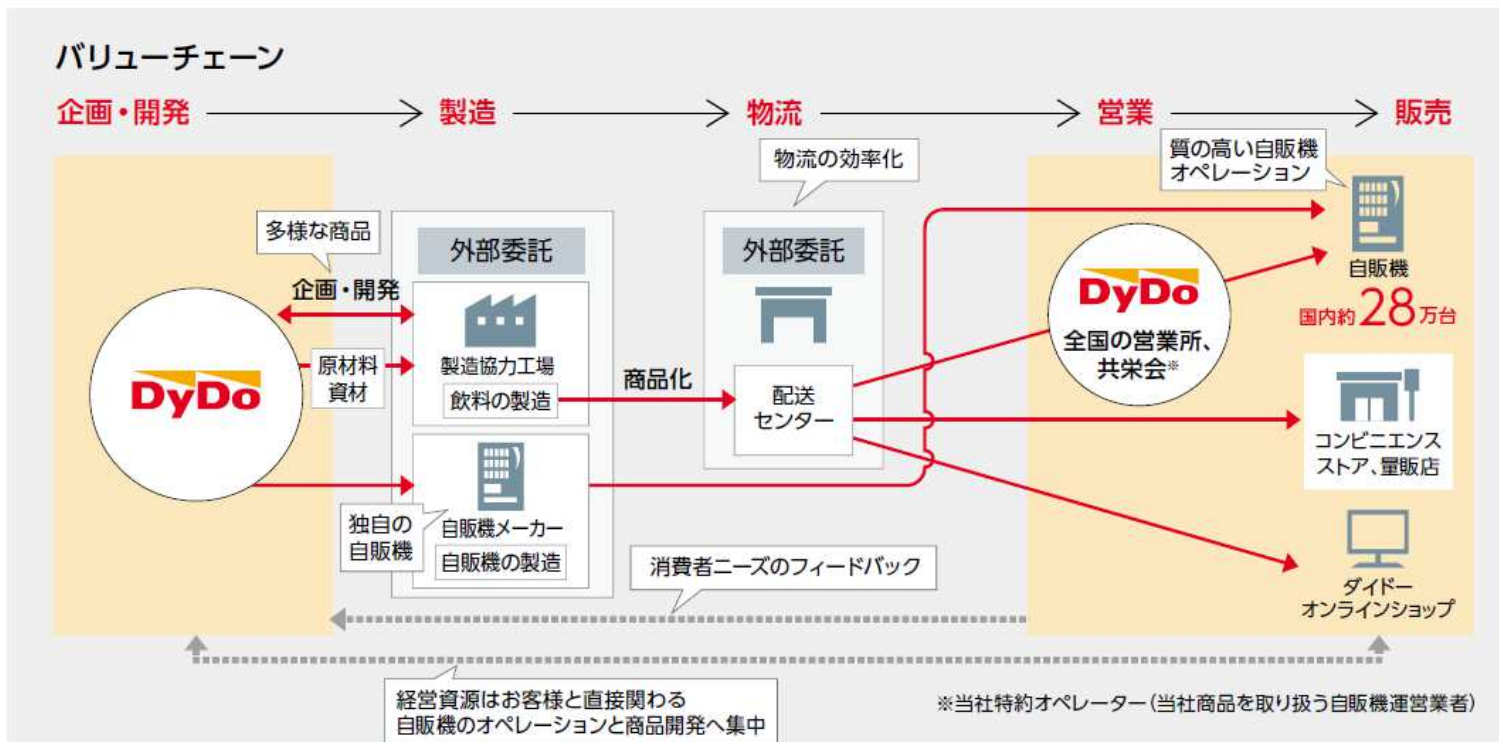 バリューチェーン
企画・開発
製造
物流
営業
販売
物流の効率化
質の高い自販機
オペレーション
多様な商品
外部委託
外部委託
企画・開発
DyDo
原材料
資材
製造協力工場
飲料の製造
商品化
配送
センター
DyDo
全国の営業所、
共栄会※
自販機
国内約28万台
コンビニエンス
ストア、量販店
独自の
自販機
自販機メーカー
自販機の製造
消費者ニーズのフィードバック
ダイドー
オンラインショップ
経営資源はお客様と直接関わる
自販機のオペレーションと商品開発へ集中
※当社特約オペレーター(当社商品を取り扱う自販機運営業者)